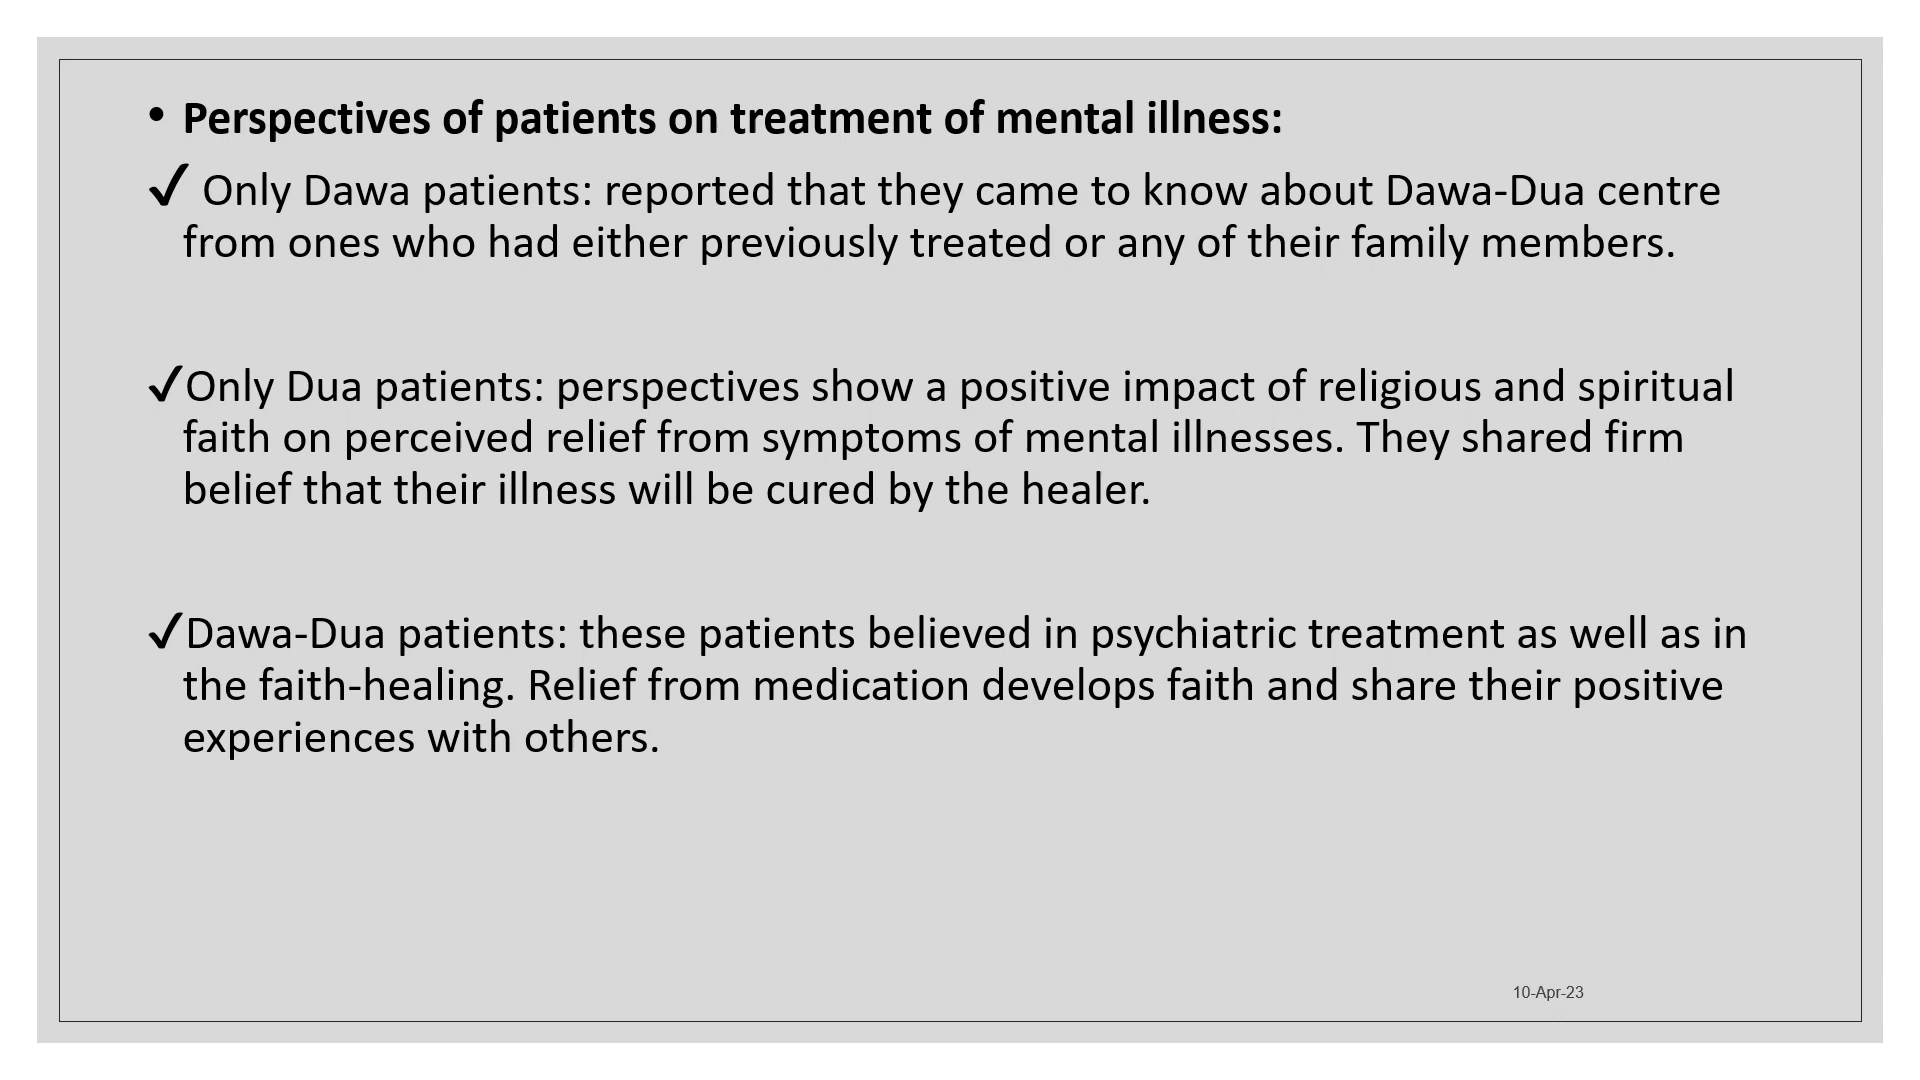 • Perspectives of patients on treatment of mental illness:
✓ Only Dawa patients: reported that they came to know about Dawa-Dua centre
from ones who had either previously treated or any of their family members.
✓Only Dua patients: perspectives show a positive impact of religious and spiritual
faith on perceived relief from symptoms of mental illnesses. They shared firm
belief that their illness will be cured by the healer.
✓Dawa-Dua patients: these patients believed in psychiatric treatment as well as in
the faith-healing. Relief from medication develops faith and share their positive
experiences with others.
10-Apr-23